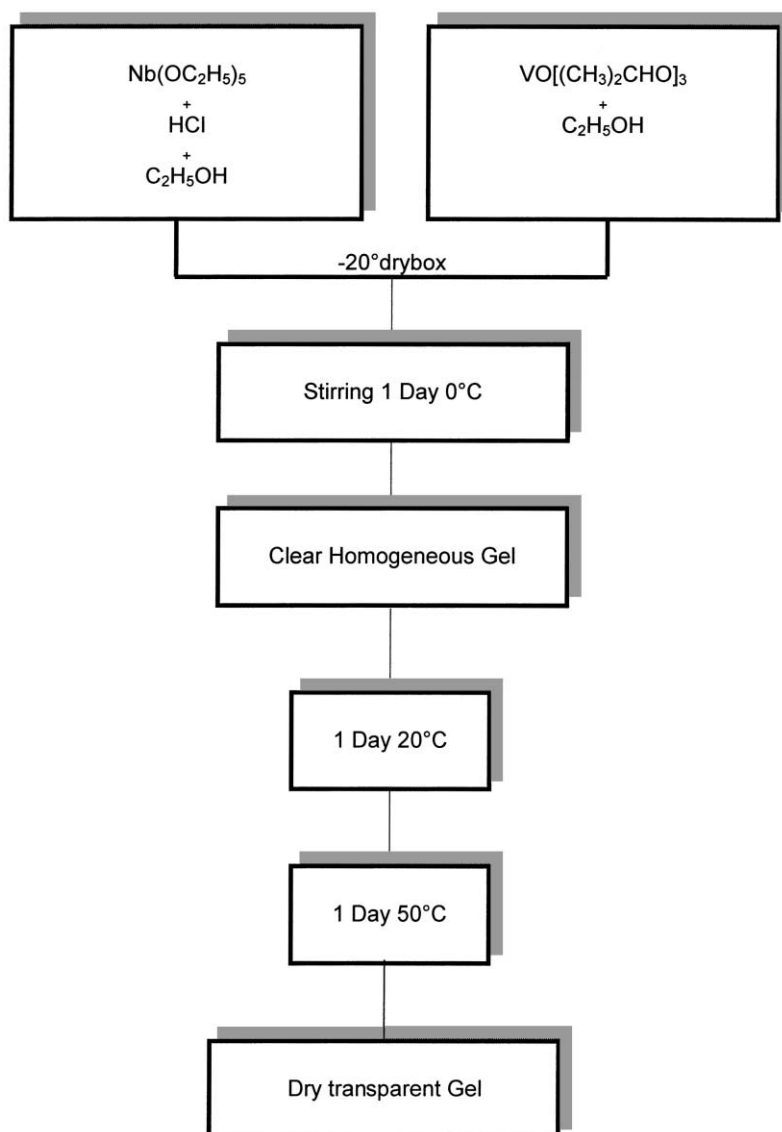 Nb(OC₂H₅)₅
+
HCl
+
C₂H₅OH
VO[(CH₃)₂CHO]₃
+
C₂H₅OH
-20°drybox
Stirring 1 Day 0°C
Clear Homogeneous Gel
1 Day 20°C
1 Day 50°C
Dry transparent Gel